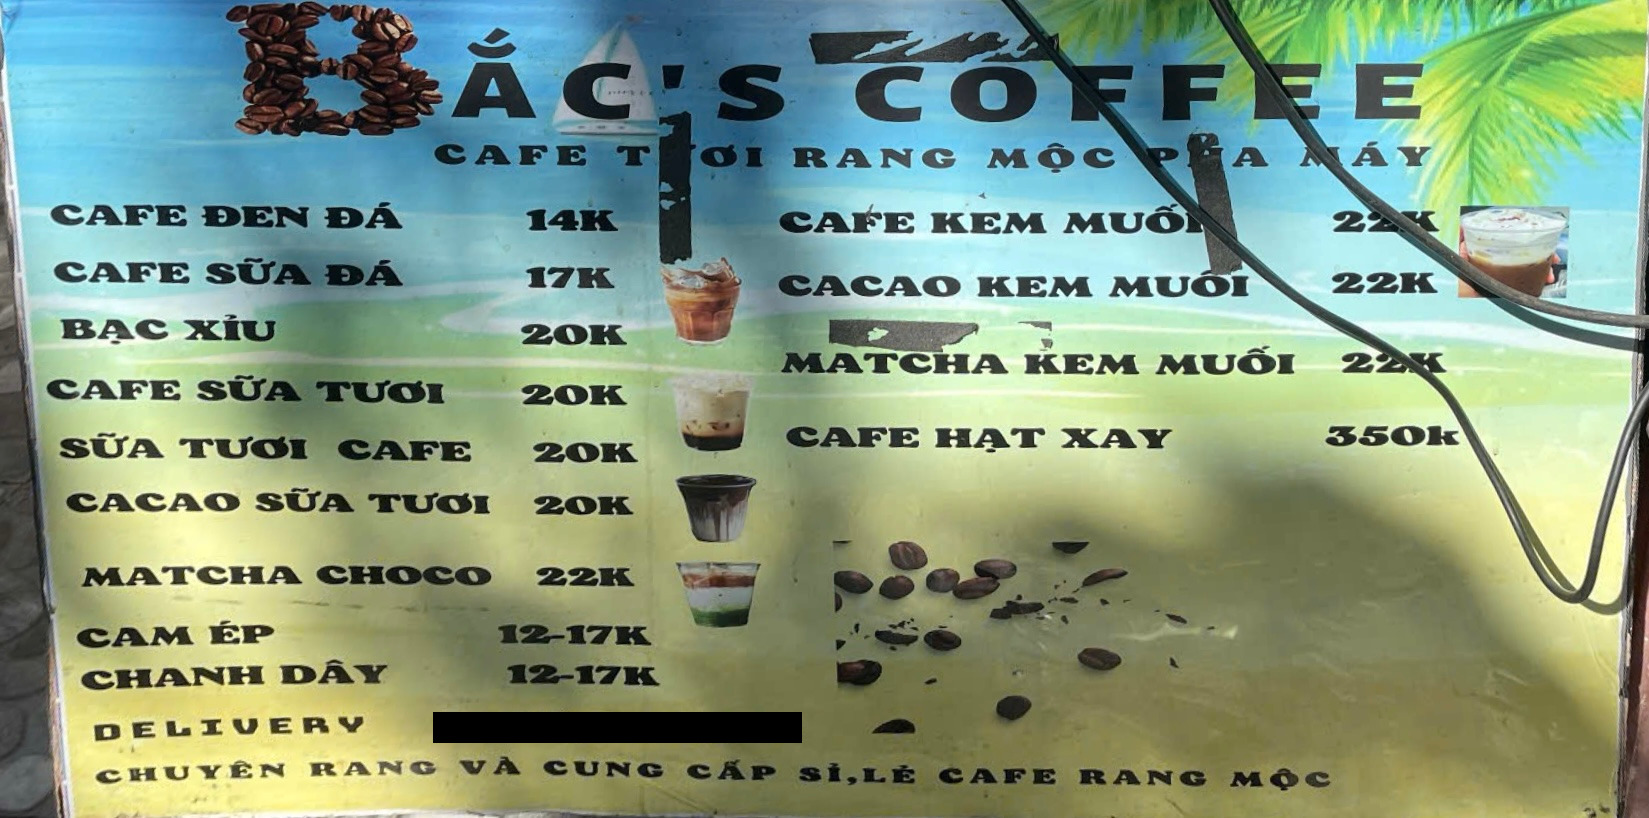 BẮC'S COFFEE
CAFE TƯƠI RANG MỘC PHA MÁY
CAFE ĐEN ĐÁ 14K
CAFE SỮA ĐÁ 17K
BẠC XỈU 20K
CAFE SỮA TƯƠI 20K
SỮA TƯƠI CAFE 20K
CACAO SỮA TƯƠI 20K
MATCHA CHOCO 22K
CAM ÉP 12-17K
CHANH DÂY 12-17K
CAFE KEM MUỐI 22K
CACAO KEM MUỐI 22K
MATCHA KEM MUỐI 22K
CAFE HẠT XAY 350k
DELIVERY
CHUYÊN RANG VÀ CUNG CẤP SỈ,LẺ CAFE RANG MỘC